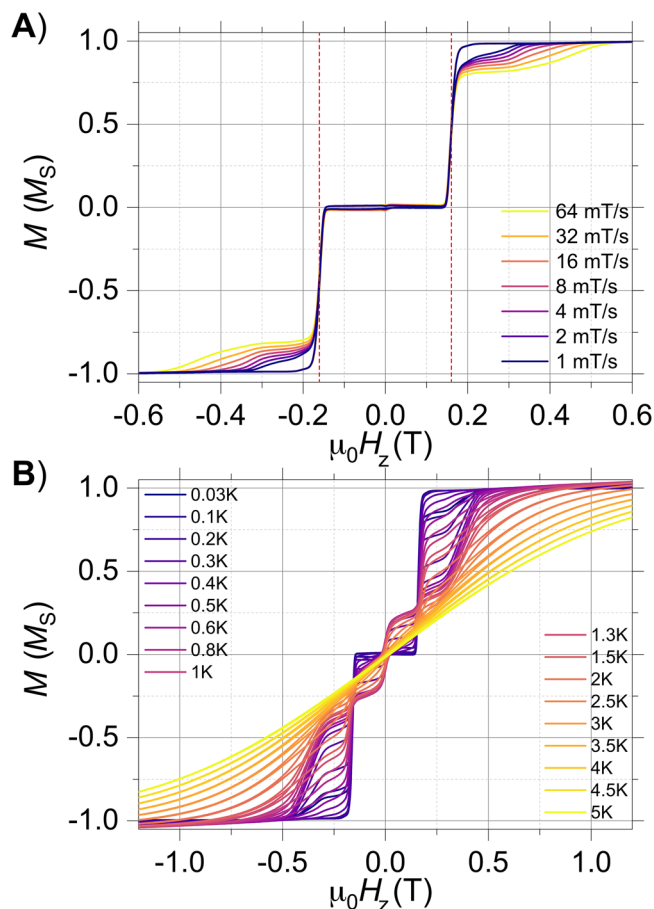 A)
1.0
0.5
0.0
-0.5
-1.0
M (M_S)
64 mT/s
32 mT/s
16 mT/s
8 mT/s
4 mT/s
2 mT/s
1 mT/s
-0.6 -0.4 -0.2 0.0 0.2 0.4 0.6
μ₀H_z(T)
B)
1.0
0.5
0.0
-0.5
-1.0
M (M_S)
0.03K
0.1K
0.2K
0.3K
0.4K
0.5K
0.6K
0.8K
1K
1.3K
1.5K
2K
2.5K
3K
3.5K
4K
4.5K
5K
-1.0 -0.5 0.0 0.5 1.0
μ₀H_z(T)